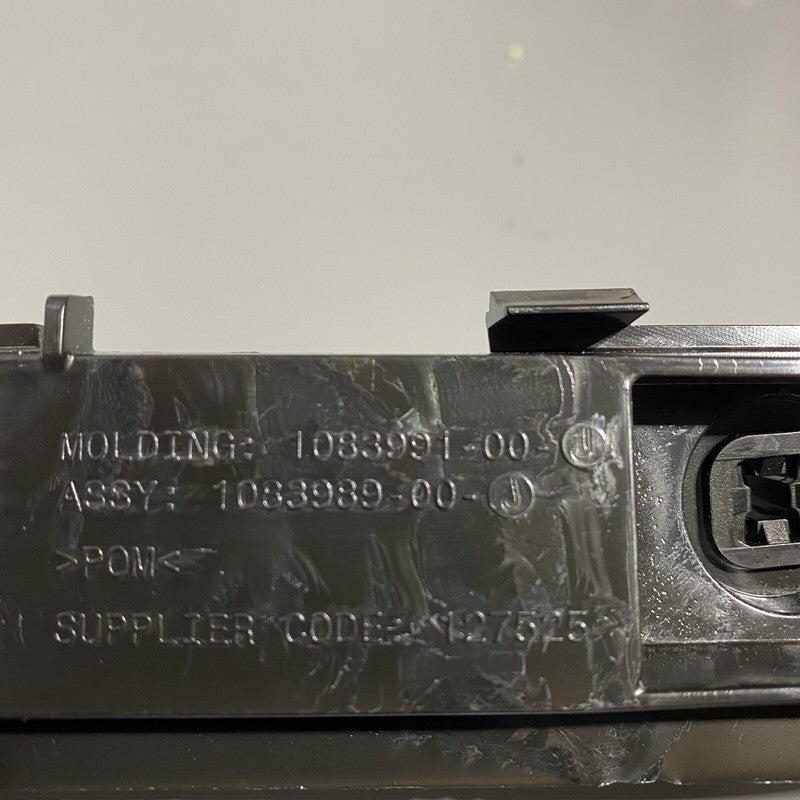 MOLDING: 1083991-00-J
ASSY: 1083989-00-J
>POM<
SUPPLIER CODE: 127525